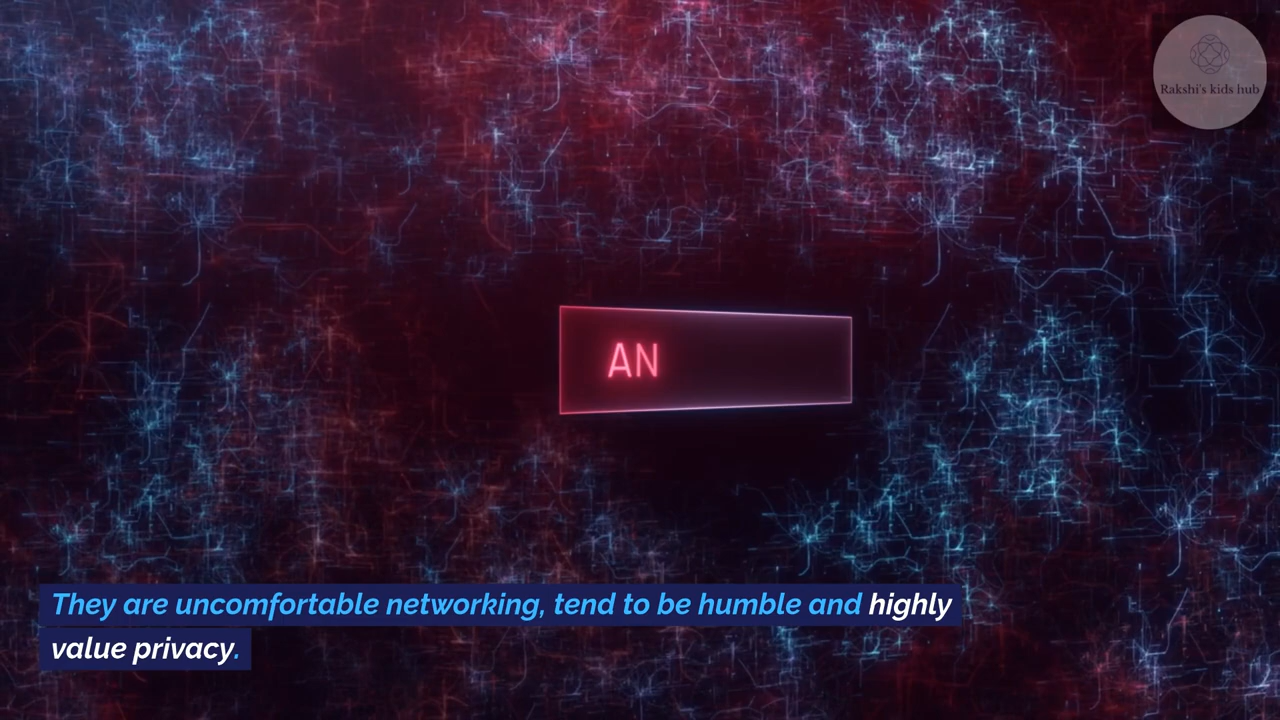 Rakshi's kids hub
AN
They are uncomfortable networking, tend to be humble and highly
value privacy.